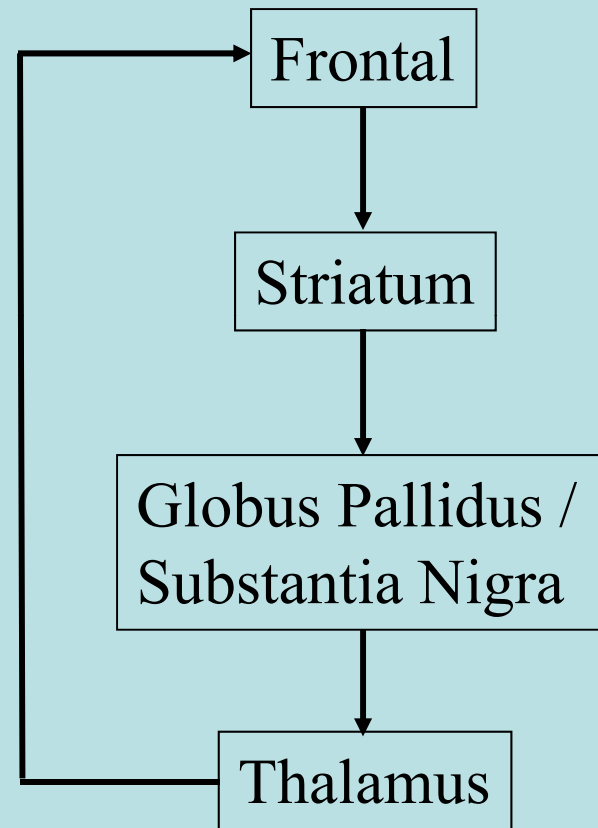 Frontal
Striatum
Globus Pallidus /
Substantia Nigra
Thalamus